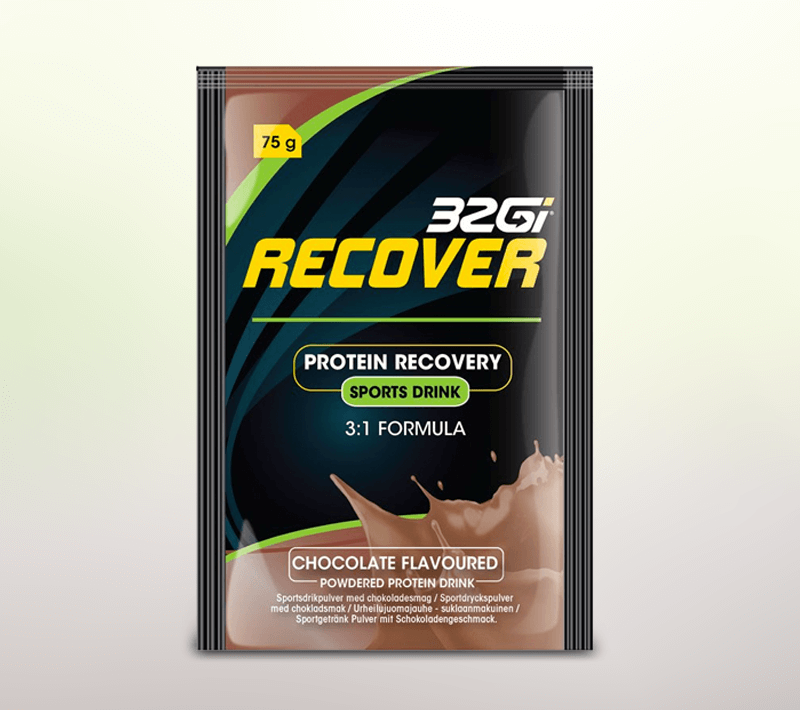 75 g
32Gi
RECOVER
PROTEIN RECOVERY
SPORTS DRINK
3:1 FORMULA
CHOCOLATE FLAVOURED
POWDERED PROTEIN DRINK
Sportsdrikpulver med chokoladesmag / Sportdryckspulver
med chokladsmak / Urheilujuomajauhe - suklaanmakuinen /
Sportgetränk Pulver mit Schokoladengeschmack.